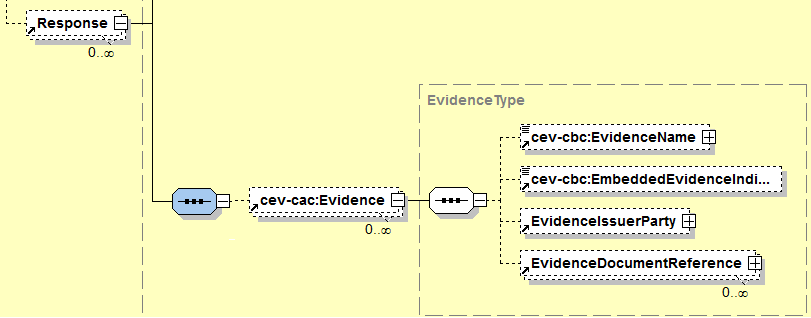 Response
0..∞
EvidenceType
cev-cbc:EvidenceName
cev-cbc:EmbeddedEvidenceIndi...
cev-cac:Evidence
0..∞
EvidenceIssuerParty
EvidenceDocumentReference
0..∞